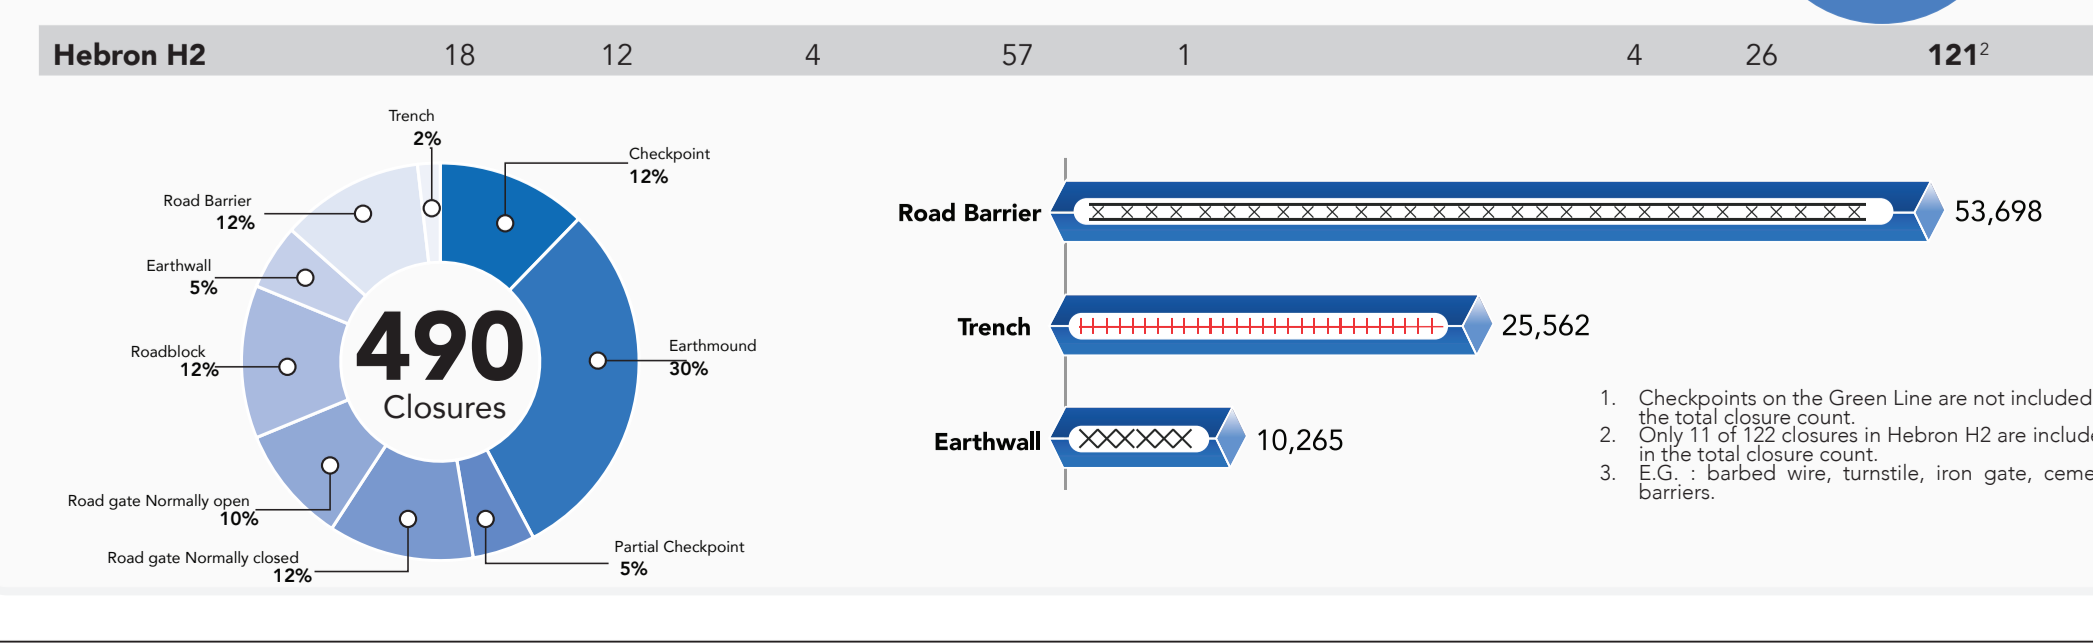 Hebron H2 18 12 4 57 1 4 26 121²
Trench
2%
Checkpoint
12%
Road Barrier
12%
Earthwall
5%
Roadblock
12%
Earthmound
30%
490
Closures
Road gate Normally open
10%
Road gate Normally closed
12%
Partial Checkpoint
5%
Road Barrier 53,698
Trench 25,562
Earthwall 10,265
1. Checkpoints on the Green Line are not included
the total closure count.
2. Only 11 of 122 closures in Hebron H2 are include
in the total closure count.
3. E.G. : barbed wire, turnstile, iron gate, ceme
barriers.